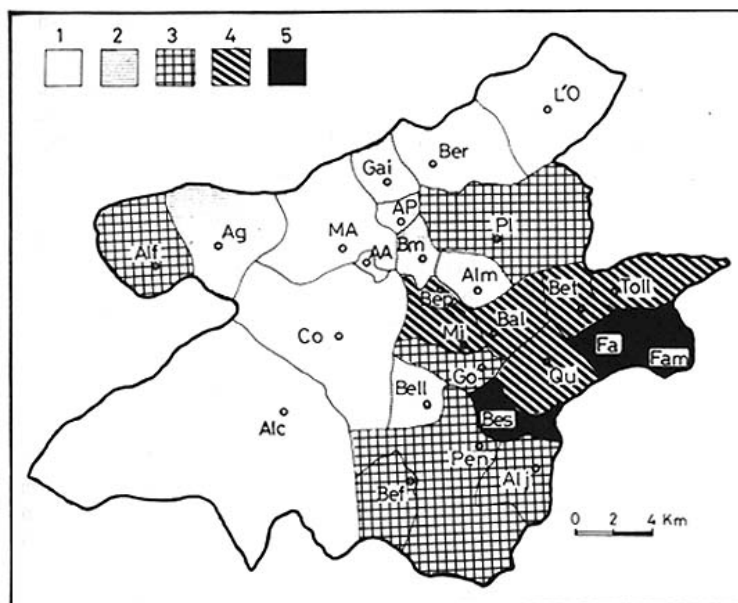 1 2 3 4 5
L'O
Ber
Gai
AP
Pl
Alf
Ag
MA
AA
Bm
Alm
Bep
Bet
Toll
Mi
Bal
Co
Fa
Fam
Go
Qu
Bell
Alc
Bes
Pen
Alj
Bef
0 2 4 Km